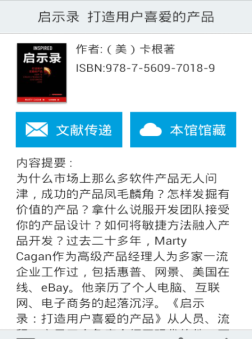 启示录 打造用户喜爱的产品
INSPIRED
启示录
作者:（美）卡根著
ISBN:978-7-5609-7018-9
文献传递
本馆馆藏
内容提要：
为什么市场上那么多软件产品无人问
津，成功的产品凤毛麟角？怎样发掘有
价值的产品？拿什么说服开发团队接受
你的产品设计？如何将敏捷方法融入产
品开发？过去二十多年，Marty
Cagan作为高级产品经理人为多家一流
企业工作过，包括惠普、网景、美国在
线、eBay。他亲历了个人电脑、互联
网、电子商务的起落沉浮。《启示
录：打造用户喜爱的产品》从人员、流